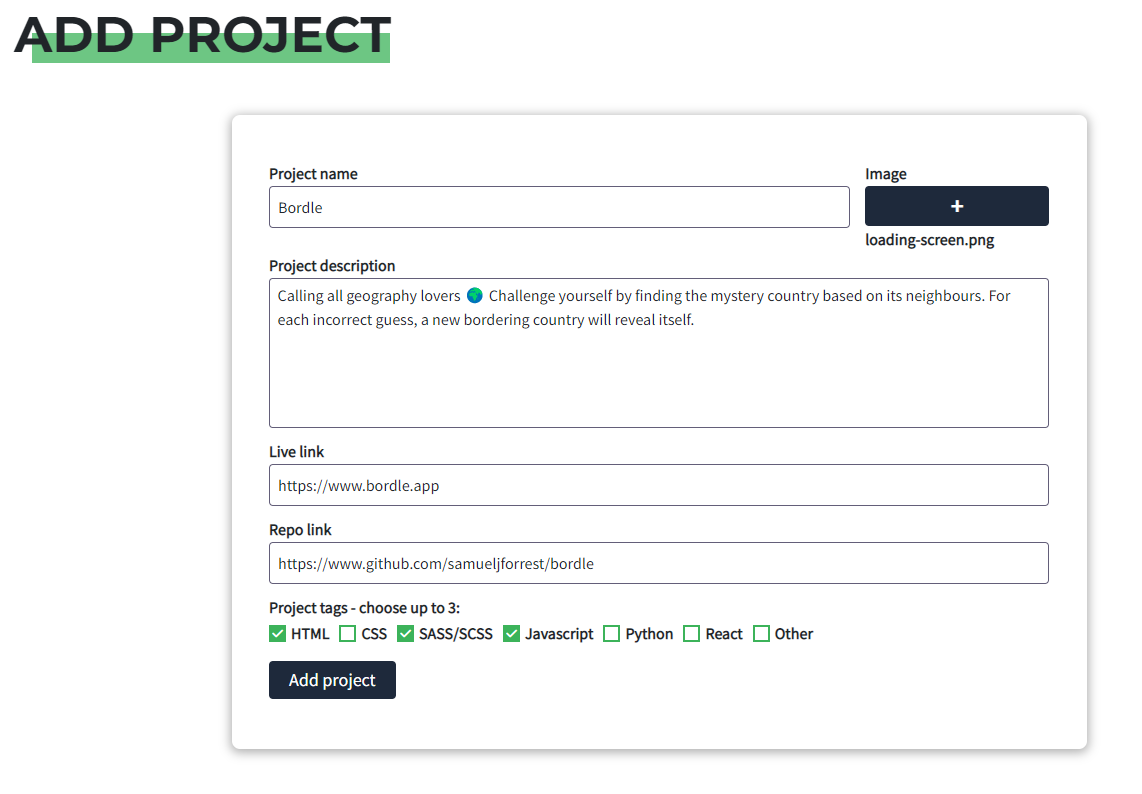 ADD PROJECT
Project name
Image
Bordle
+
loading-screen.png
Project description
Calling all geography lovers 🌍 Challenge yourself by finding the mystery country based on its neighbours. For
each incorrect guess, a new bordering country will reveal itself.
Live link
https://www.bordle.app
Repo link
https://www.github.com/samueljforrest/bordle
Project tags - choose up to 3:
HTML CSS SASS/SCSS Javascript Python React Other
Add project